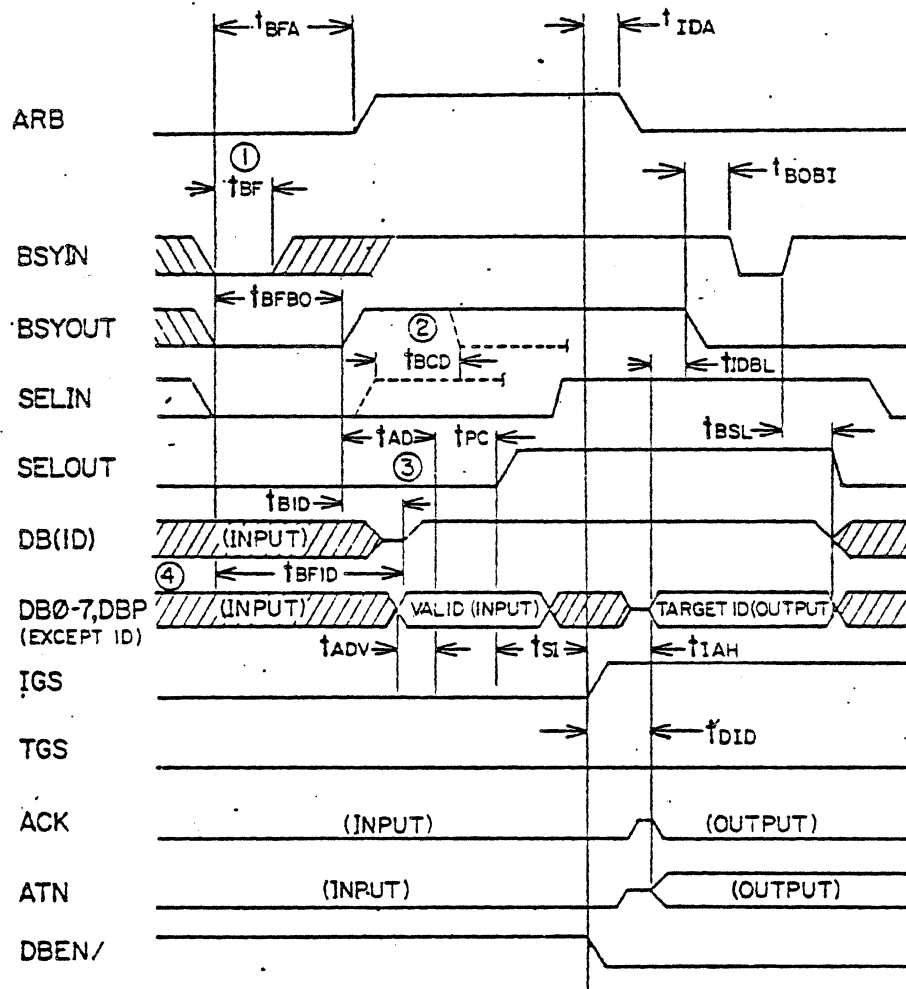 tBFA
tIDA
ARB
①
tBF
tBOBI
BSYIN
tBFBO
BSYOUT
②
tBCD
tIDBL
SELIN
tAD
tPC
tBSL
SELOUT
③
tBID
DB(ID)
(INPUT)
④
tBFID
DBØ-7,DBP
(INPUT)
VALID (INPUT)
TARGET ID(OUTPUT)
(EXCEPT ID)
tADV
tSI
tIAH
IGS
tDID
TGS
ACK
(INPUT)
(OUTPUT)
ATN
(INPUT)
(OUTPUT)
DBEN/